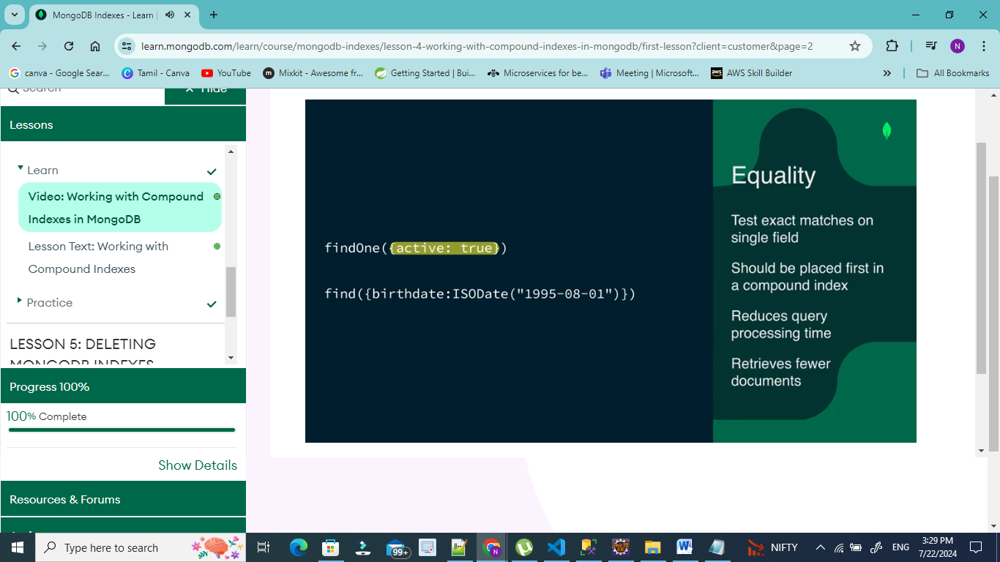 MongoDB Indexes - Learn |
learn.mongodb.com/learn/course/mongodb-indexes/lesson-4-working-with-compound-indexes-in-mongodb/first-lesson?client=customer&page=2
N
canva - Google Sear...
Tamil - Canva
YouTube
Mixkit - Awesome fr...
Getting Started | Bui...
Microservices for be...
Meeting | Microsoft...
AWS Skill Builder
All Bookmarks
Search
Hide
Lessons
Learn
Video: Working with Compound
Indexes in MongoDB
Lesson Text: Working with
Compound Indexes
Practice
LESSON 5: DELETING
MONGODB INDEXES
Progress 100%
100% Complete
Show Details
Resources & Forums
findOne({active: true})
find({birthdate:ISODate("1995-08-01")})
Equality
Test exact matches on
single field
Should be placed first in
a compound index
Reduces query
processing time
Retrieves fewer
documents
Type here to search
99+
NIFTY
ENG
3:29 PM
7/22/2024